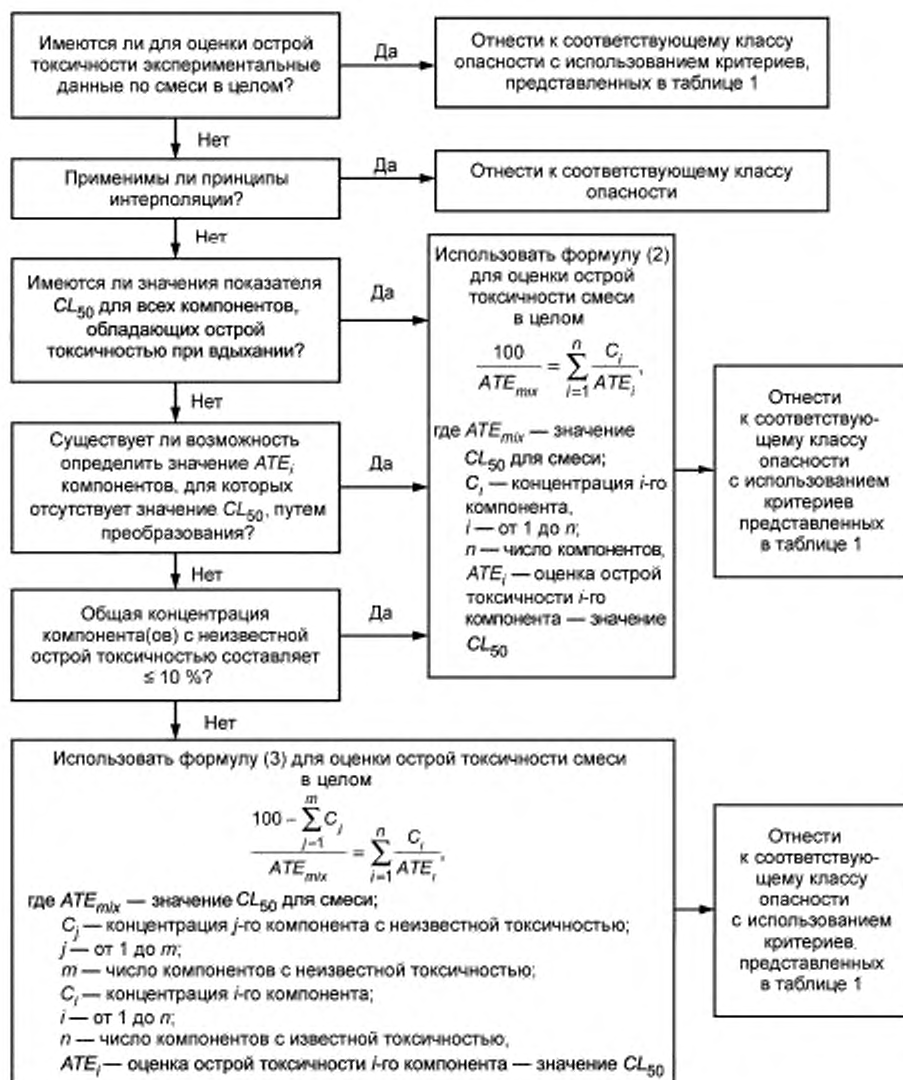 Имеются ли для оценки острой
токсичности экспериментальные
данные по смеси в целом?
Да
Отнести к соответствующему классу
опасности с использованием критериев,
представленных в таблице 1
Нет
Применимы ли принципы
интерполяции?
Да
Отнести к соответствующему классу
опасности
Нет
Имеются ли значения показателя
CL50 для всех компонентов,
обладающих острой
токсичностью при вдыхании?
Да
Нет
Существует ли возможность
определить значение ATEi
компонентов, для которых
отсутствует значение CL50, путем
преобразования?
Да
Нет
Общая концентрация
компонента(ов) с неизвестной
острой токсичностью составляет
≤ 10 %?
Да
Нет
Использовать формулу (2)
для оценки острой
токсичности смеси
в целом
100 / ATEmix = ∑ i=1 n Ci / ATEi,
где ATEmix — значение
CL50 для смеси;
Ci — концентрация i-го
компонента,
i — от 1 до n;
n — число компонентов,
ATEi — оценка острой
токсичности i-го
компонента — значение
CL50
Отнести
к соответствую-
щему классу
опасности
с использованием
критериев
представленных
в таблице 1
Использовать формулу (3) для оценки острой токсичности смеси
в целом
100 – ∑ j=1 m Cj / ATEmix = ∑ i=1 n Ci / ATEi,
где ATEmix — значение CL50 для смеси;
Cj — концентрация j-го компонента с неизвестной токсичностью;
j — от 1 до m;
m — число компонентов с неизвестной токсичностью;
Ci — концентрация i-го компонента;
i — от 1 до n;
n — число компонентов с известной токсичностью,
ATEi — оценка острой токсичности i-го компонента — значение CL50
Отнести
к соответствую-
щему классу
опасности
с использованием
критериев,
представленных
в таблице 1